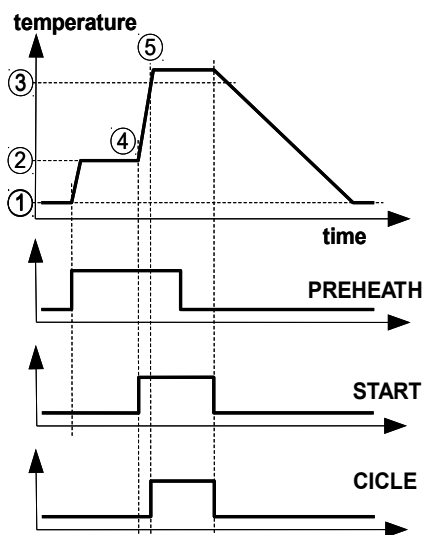 temperature
⑤
③
④
②
①
time
PREHEATH
START
CICLE